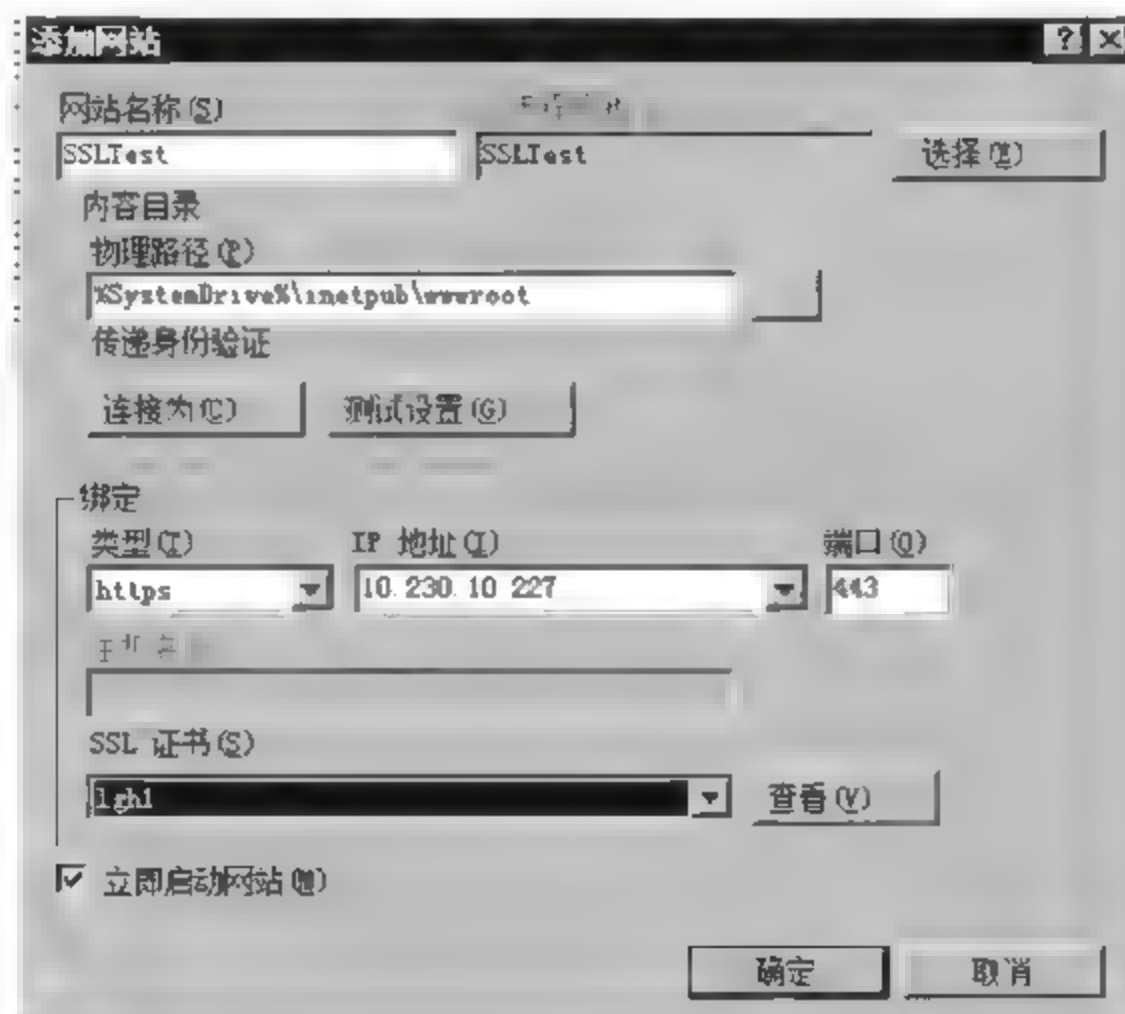 添加网站
网站名称(S)
SSLTest SSLTest 选择(E)
内容目录
物理路径(P)
%SystemDrive%\inetpub\wwwroot
传递身份验证
连接为(C) 测试设置(G)
绑定
类型(T) IP 地址(I) 端口(O)
https 10.230.10 227 443
SSL 证书(S)
lghl 查看(V)
立即启动网站(M)
确定 取消